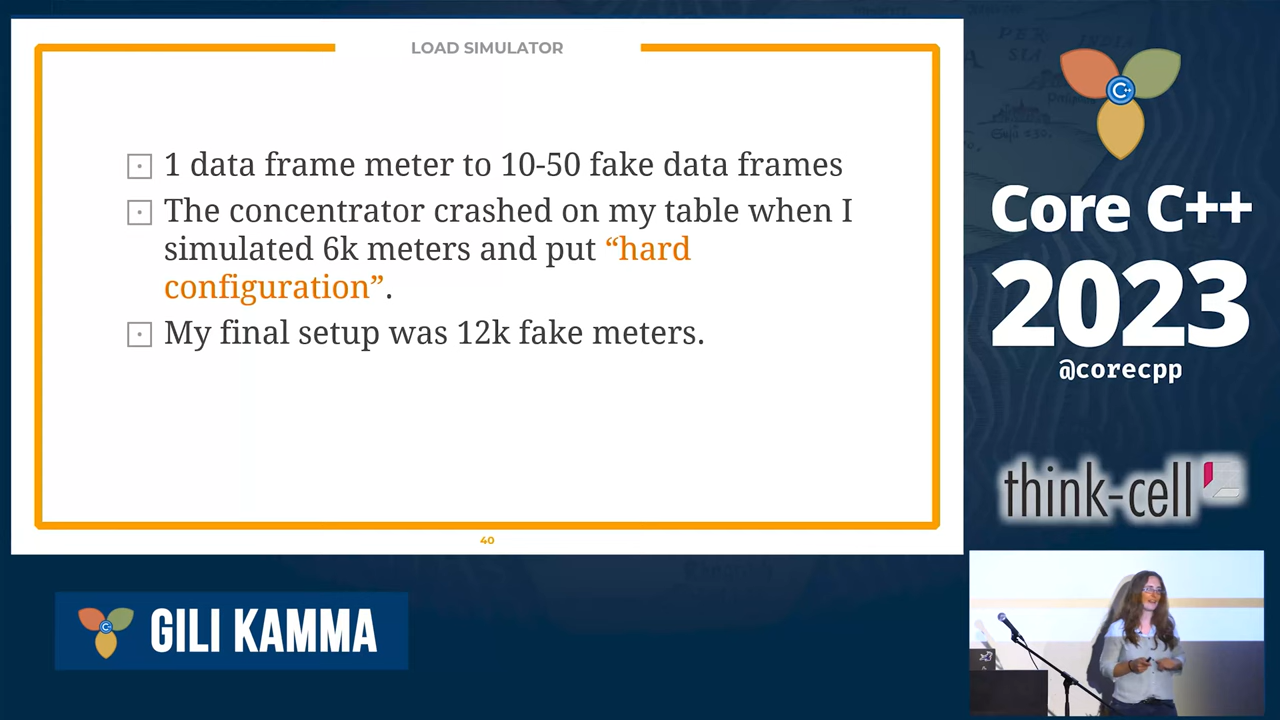 LOAD SIMULATOR
1 data frame meter to 10-50 fake data frames
The concentrator crashed on my table when I
simulated 6k meters and put “hard
configuration”.
My final setup was 12k fake meters.
40
GILI KAMMA
C++
Core C++
2023
@corecpp
think-cell